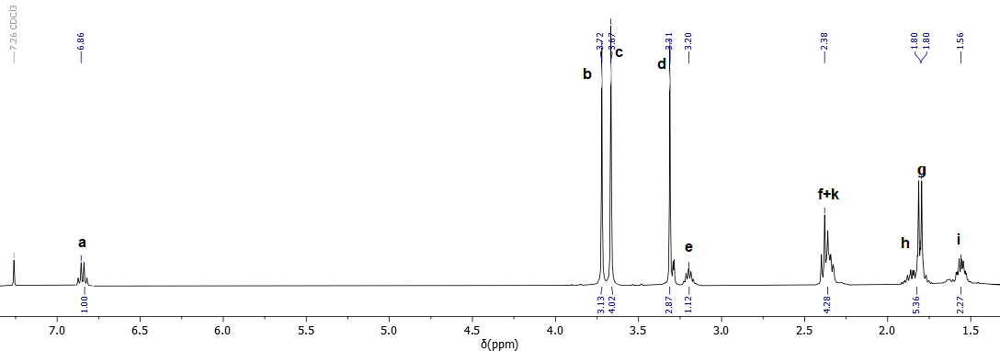 7.26 CDCl3
6.86
3.72
3.67
3.31
3.20
2.38
1.80
1.80
1.56
b
c
d
a
e
f+k
h
g
i
1.00
3.13
4.02
2.87
1.12
4.28
5.36
2.27
7.0 6.5 6.0 5.5 5.0 4.5 4.0 3.5 3.0 2.5 2.0 1.5
δ(ppm)